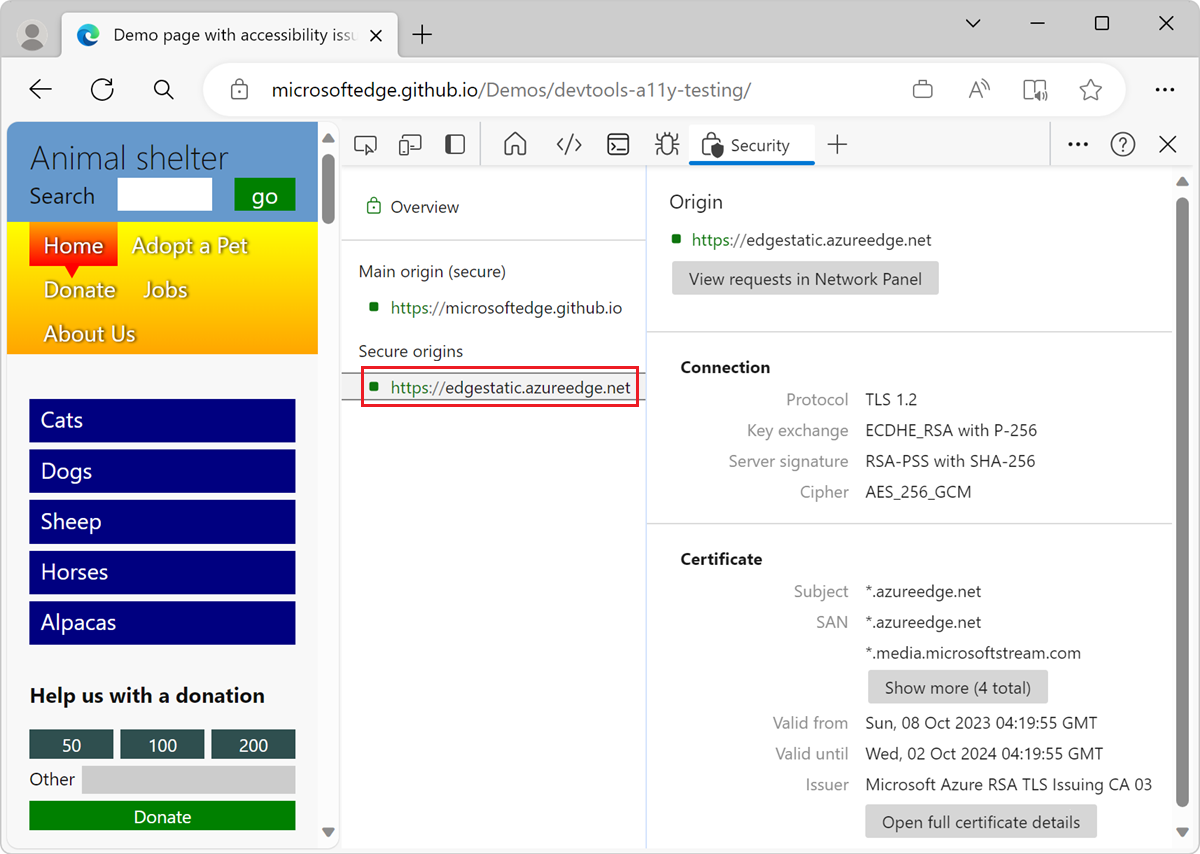 Demo page with accessibility issu
microsoftedge.github.io/Demos/devtools-a11y-testing/
Animal shelter
Search go
Home Adopt a Pet
Donate Jobs
About Us
Cats
Dogs
Sheep
Horses
Alpacas
Help us with a donation
50 100 200
Other
Donate
Security
Overview
Main origin (secure)
https://microsoftedge.github.io
Secure origins
https://edgestatic.azureedge.net
Origin
https://edgestatic.azureedge.net
View requests in Network Panel
Connection
Protocol TLS 1.2
Key exchange ECDHE_RSA with P-256
Server signature RSA-PSS with SHA-256
Cipher AES_256_GCM
Certificate
Subject *.azureedge.net
SAN *.azureedge.net
*.media.microsoftstream.com
Show more (4 total)
Valid from Sun, 08 Oct 2023 04:19:55 GMT
Valid until Wed, 02 Oct 2024 04:19:55 GMT
Issuer Microsoft Azure RSA TLS Issuing CA 03
Open full certificate details